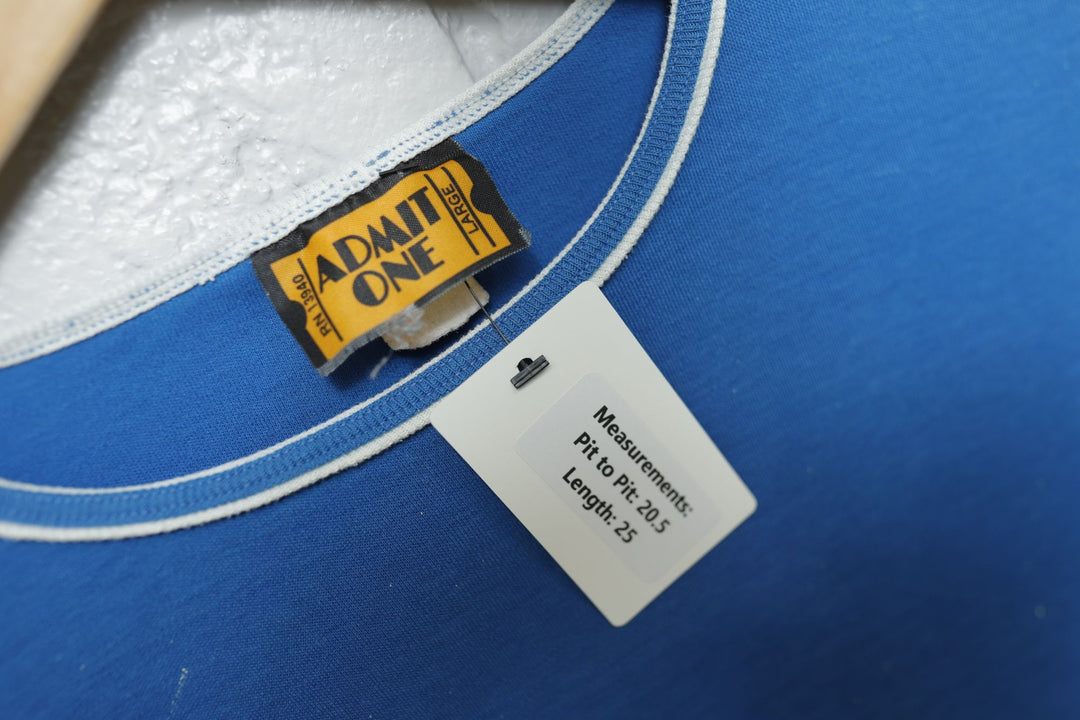 ADMIT
ONE
LARGE
RN 13940
Measurements:
Pit to Pit: 20.5
Length: 25